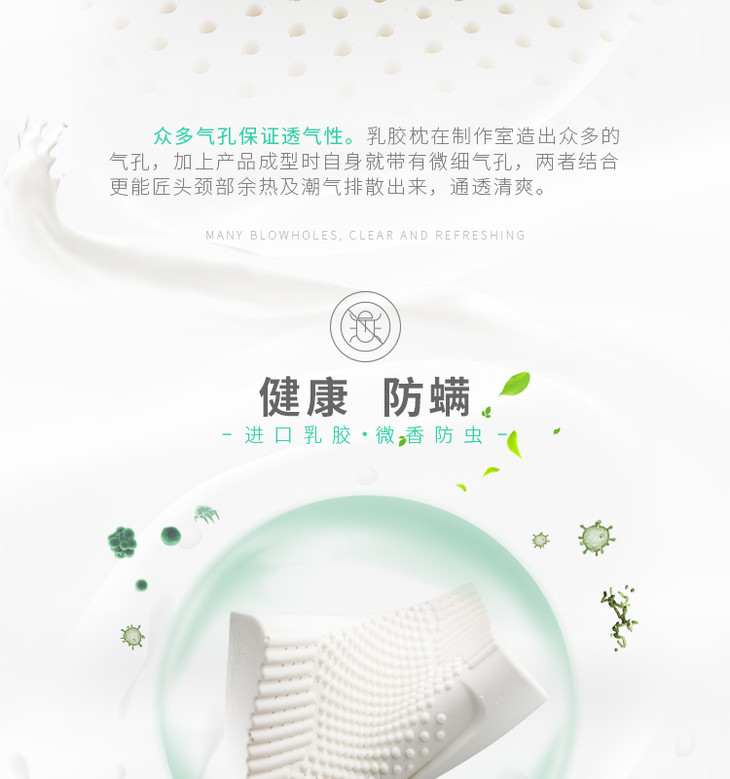 众多气孔保证透气性。乳胶枕在制作室造出众多的
气孔，加上产品成型时自身就带有微细气孔，两者结合
更能匠头颈部余热及潮气排散出来，通透清爽。
MANY BLOWHOLES, CLEAR AND REFRESHING
健康 防螨
- 进口乳胶·微香防虫 -